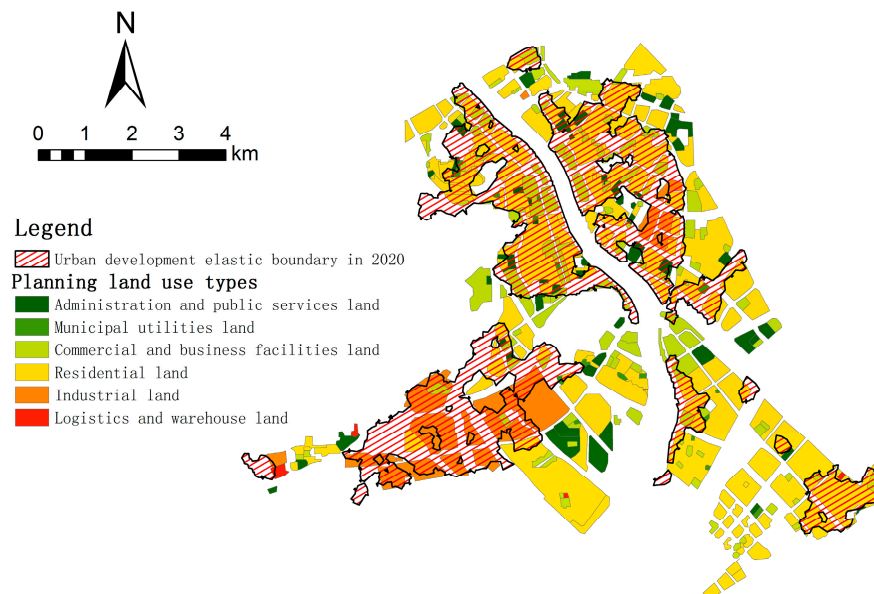 N
0 1 2 3 4
km
Legend
Urban development elastic boundary in 2020
Planning land use types
Administration and public services land
Municipal utilities land
Commercial and business facilities land
Residential land
Industrial land
Logistics and warehouse land